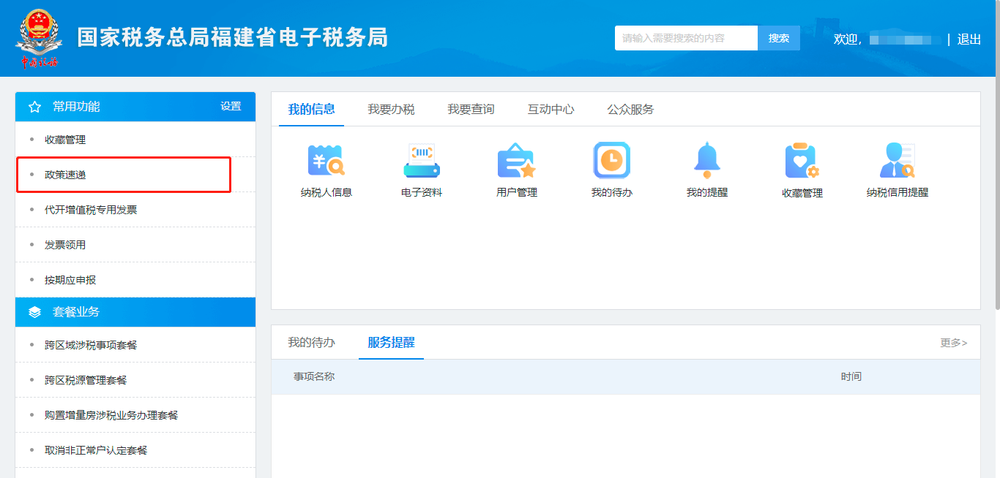 国家税务总局福建省电子税务局
请输入需要搜索的内容 搜索
欢迎, | 退出
中国税务
常用功能 设置
收藏管理
政策速递
代开增值税专用发票
发票领用
按期应申报
套餐业务
跨区域涉税事项套餐
跨区税源管理套餐
购置增量房涉税业务办理套餐
取消非正常户认定套餐
我的信息 我要办税 我要查询 互动中心 公众服务
纳税人信息 电子资料 用户管理 我的待办 我的提醒 收藏管理 纳税信用提醒
我的待办 服务提醒 更多>
事项名称 时间